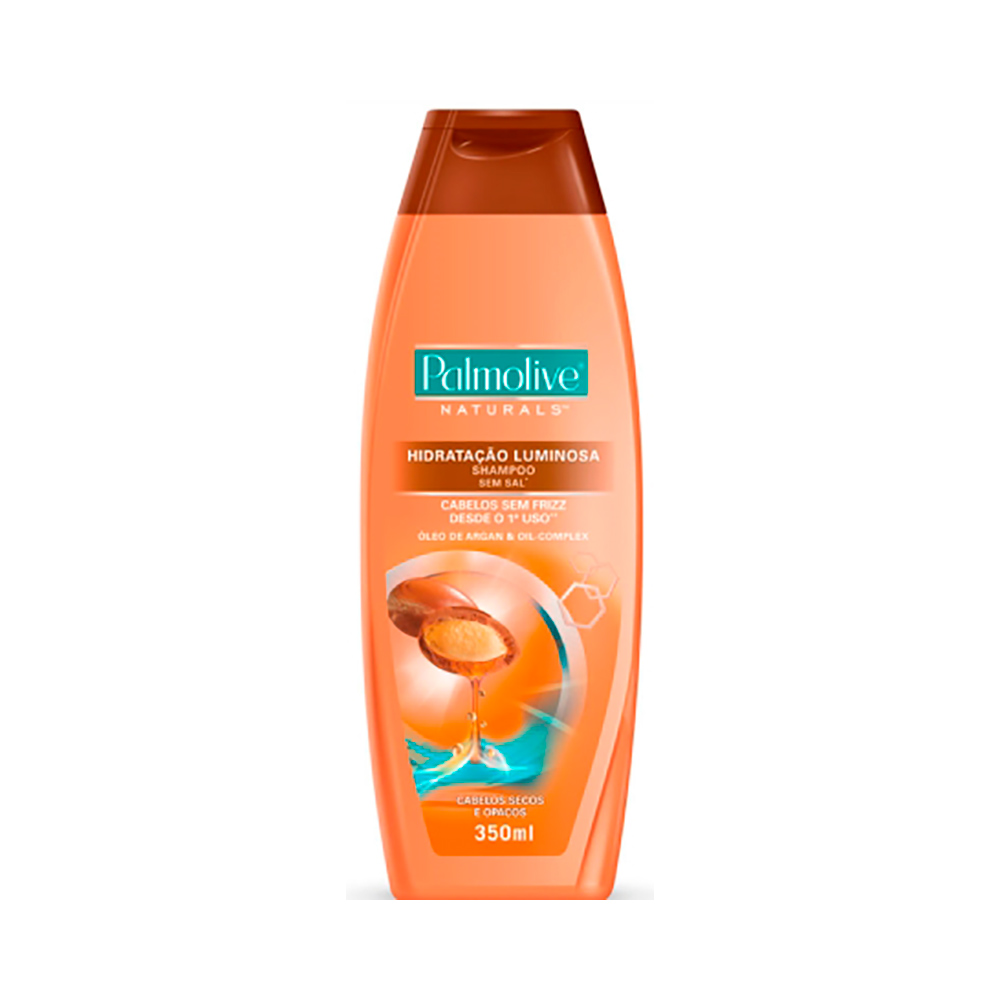 Palmolive®
NATURALS™
HIDRATAÇÃO LUMINOSA
SHAMPOO
SEM SAL*
CABELOS SEM FRIZZ
DESDE O 1º USO**
ÓLEO DE ARGAN & OIL-COMPLEX
CABELOS SECOS
E OPACOS
350ml